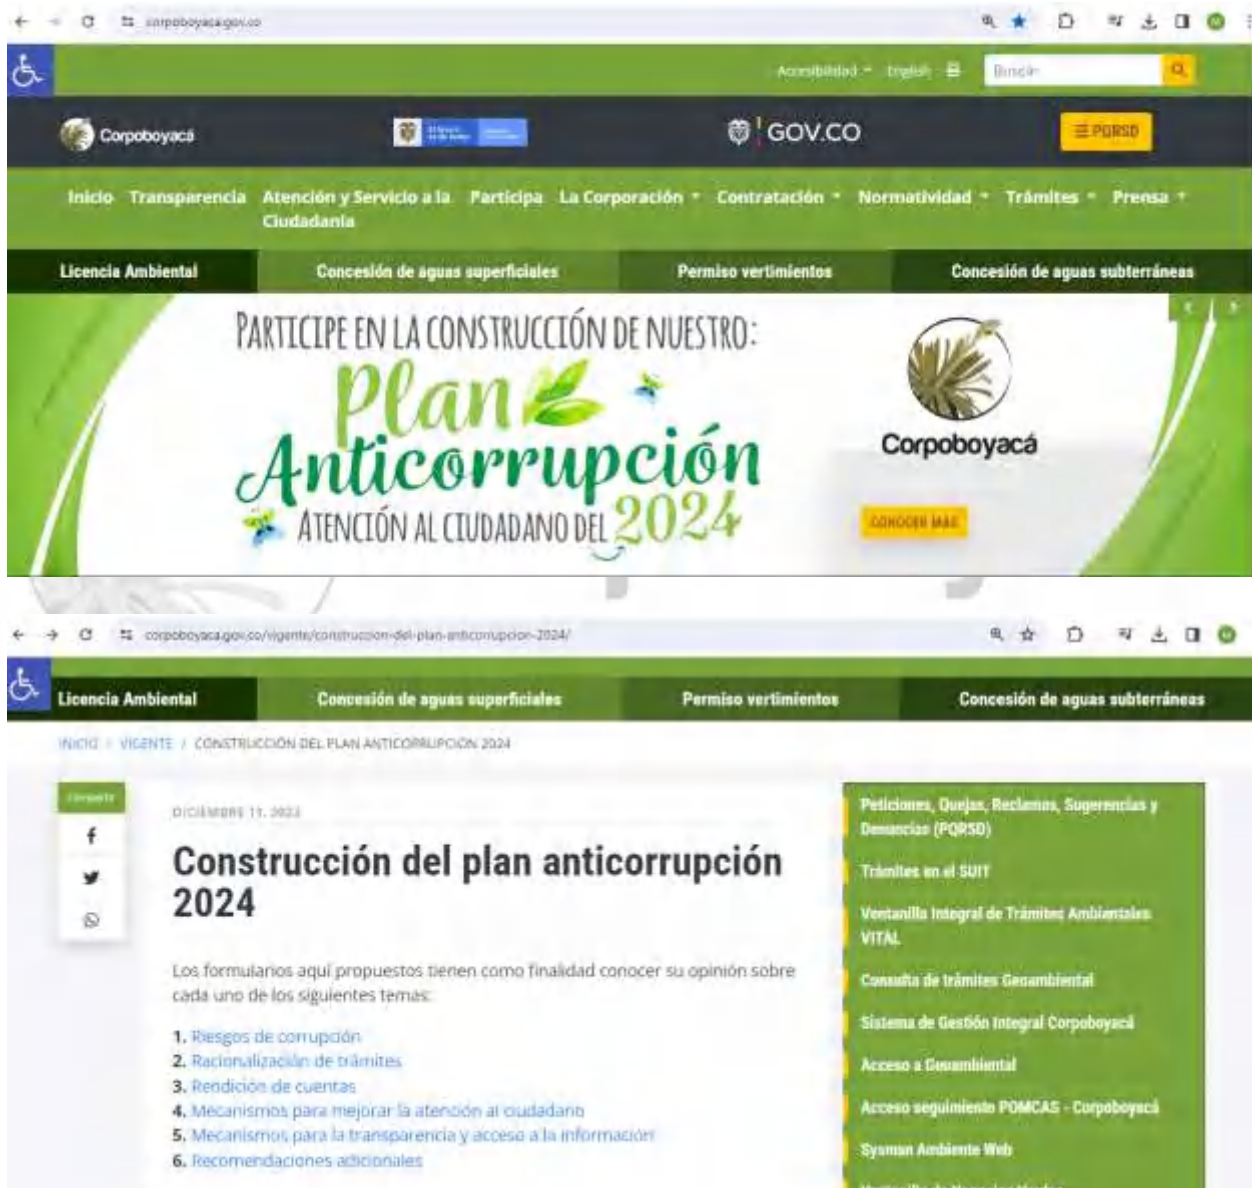 corpoboyaca.gov.co
Accesibilidad English Buscar
Corpoboyacá GOV.CO PQRSD
Inicio Transparencia Atención y Servicio a la Ciudadanía Participa La Corporación Contratación Normatividad Trámites Prensa
Licencia Ambiental Concesión de aguas superficiales Permiso vertimientos Concesión de aguas subterráneas
PARTICIPE EN LA CONSTRUCCIÓN DE NUESTRO:
Plan
Anticorrupción
ATENCIÓN AL CIUDADANO DEL 2024
Corpoboyacá
CONOCER MÁS
corpoboyaca.gov.co/vigente/construccion-del-plan-anticorrupcion-2024/
Licencia Ambiental Concesión de aguas superficiales Permiso vertimientos Concesión de aguas subterráneas
INICIO / VIGENTE / CONSTRUCCIÓN DEL PLAN ANTICORRUPCIÓN 2024
Comparte
DICIEMBRE 11, 2023
Construcción del plan anticorrupción
2024
Los formularios aquí propuestos tienen como finalidad conocer su opinión sobre
cada uno de los siguientes temas:
1. Riesgos de corrupción
2. Racionalización de trámites
3. Rendición de cuentas
4. Mecanismos para mejorar la atención al ciudadano
5. Mecanismos para la transparencia y acceso a la información
6. Recomendaciones adicionales
Peticiones, Quejas, Reclamos, Sugerencias y
Denuncias (PQRSD)
Trámites en el SUIT
Ventanilla Integral de Trámites Ambientales
VITAL
Consulta de trámites Geoambiental
Sistema de Gestión Integral Corpoboyacá
Acceso a Geoambiental
Acceso seguimiento POMCAS - Corpoboyacá
Sysman Ambiente Web